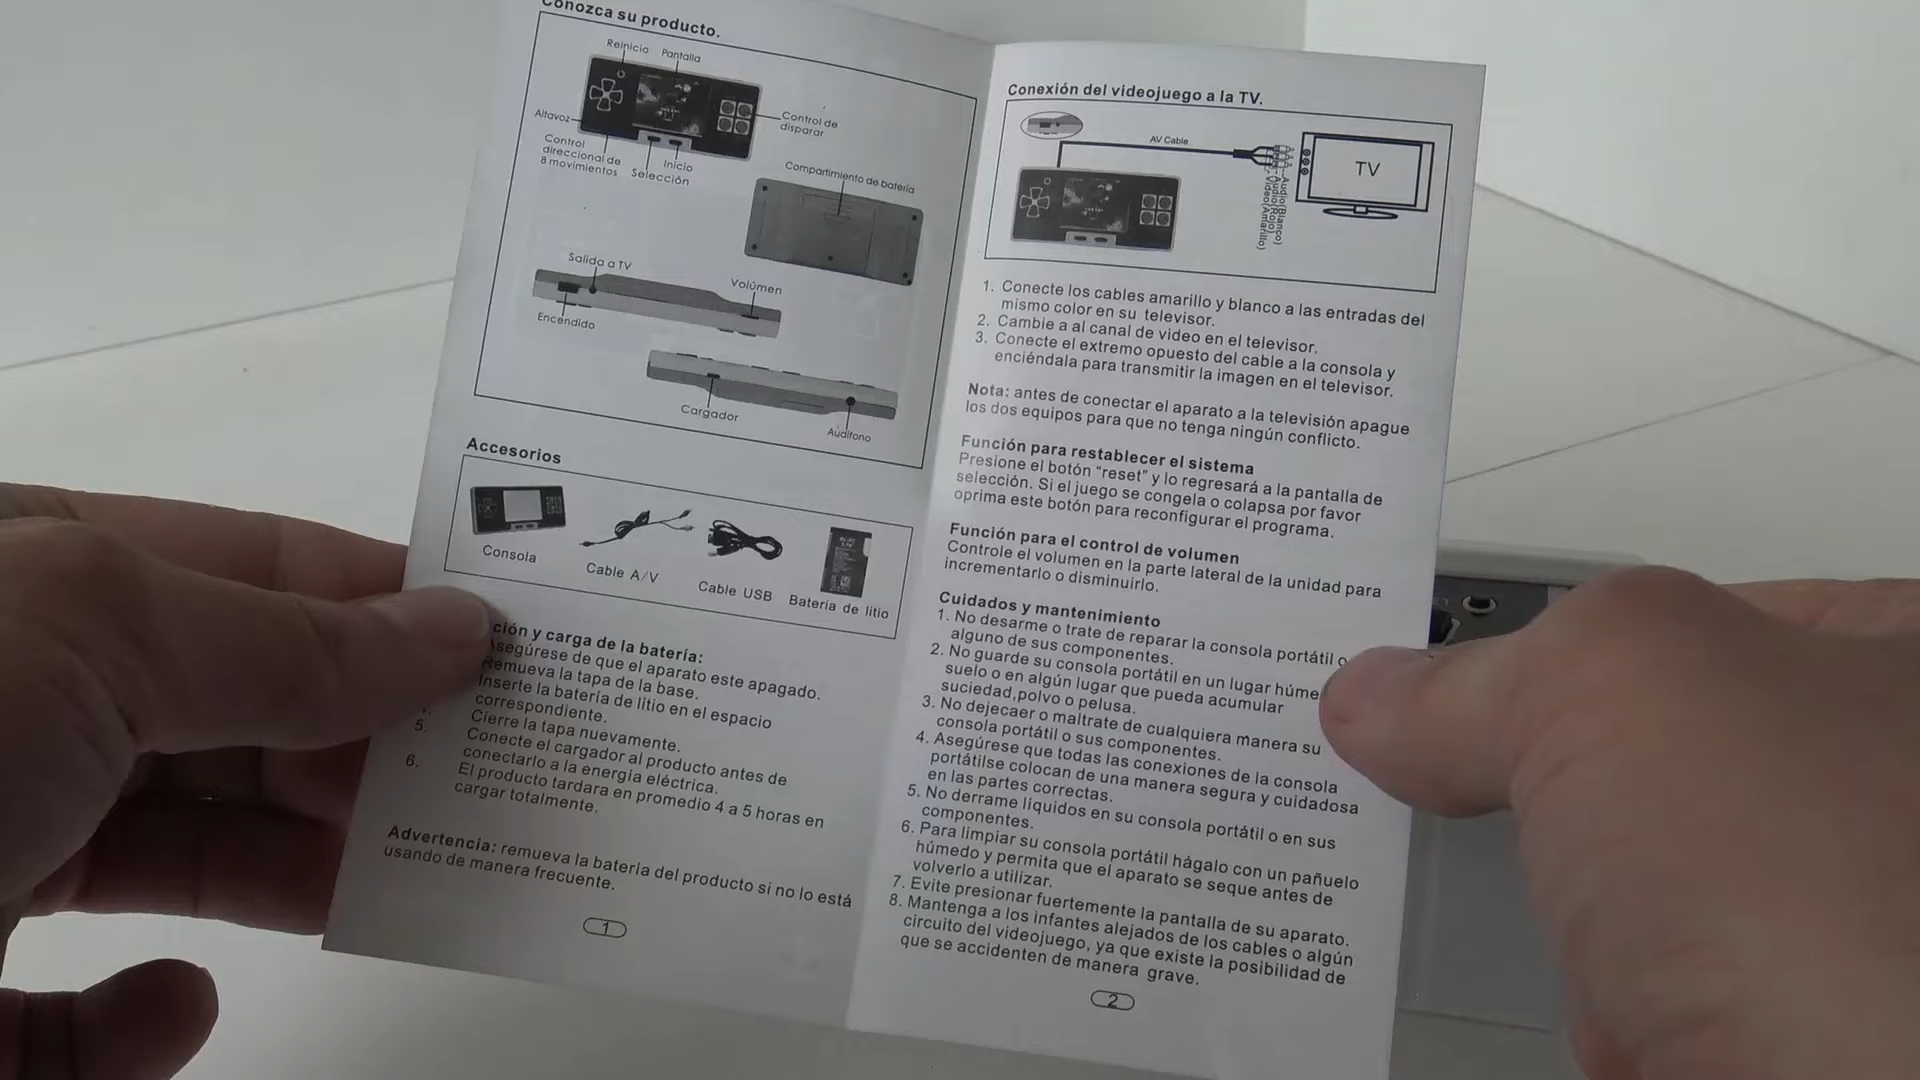 Conozca su producto.
Reinicio
Pantalla
Altavoz
Control de
disparar
Control
direccional de
8 movimientos
Selección
Inicio
Compartimiento de batería
Salida a TV
Volúmen
Encendido
Cargador
Audífono
Accesorios
Consola
Cable A/V
Cable USB
Bateria de litio
ción y carga de la batería:
Asegúrese de que el aparato este apagado.
Remueva la tapa de la base.
Inserte la batería de litio en el espacio
correspondiente.
Cierre la tapa nuevamente.
5. Conecte el cargador al producto antes de
conectarlo a la energía eléctrica.
6. El producto tardara en promedio 4 a 5 horas en
cargar totalmente.
Advertencia: remueva la batería del producto si no lo está
usando de manera frecuente.
1
Conexión del videojuego a la TV.
AV Cable
TV
Audio(Blanco)
Audio(Rojo)
Video(Amarillo)
1. Conecte los cables amarillo y blanco a las entradas del
mismo color en su televisor.
2. Cambie a al canal de video en el televisor.
3. Conecte el extremo opuesto del cable a la consola y
enciéndala para transmitir la imagen en el televisor.
Nota: antes de conectar el aparato a la televisión apague
los dos equipos para que no tenga ningún conflicto.
Función para restablecer el sistema
Presione el botón “reset” y lo regresará a la pantalla de
selección. Si el juego se congela o colapsa por favor
oprima este botón para reconfigurar el programa.
Función para el control de volumen
Controle el volumen en la parte lateral de la unidad para
incrementarlo o disminuirlo.
Cuidados y mantenimiento
1. No desarme o trate de reparar la consola portátil o
alguno de sus componentes.
2. No guarde su consola portátil en un lugar húme
suelo o en algún lugar que pueda acumular
suciedad,polvo o pelusa.
3. No dejecaer o maltrate de cualquiera manera su
consola portátil o sus componentes.
4. Asegúrese que todas las conexiones de la consola
portátilse colocan de una manera segura y cuidadosa
en las partes correctas.
5. No derrame líquidos en su consola portátil o en sus
componentes.
6. Para limpiar su consola portátil hágalo con un pañuelo
húmedo y permita que el aparato se seque antes de
volverlo a utilizar.
7. Evite presionar fuertemente la pantalla de su aparato.
8. Mantenga a los infantes alejados de los cables o algún
circuito del videojuego, ya que existe la posibilidad de
que se accidenten de manera grave.
2